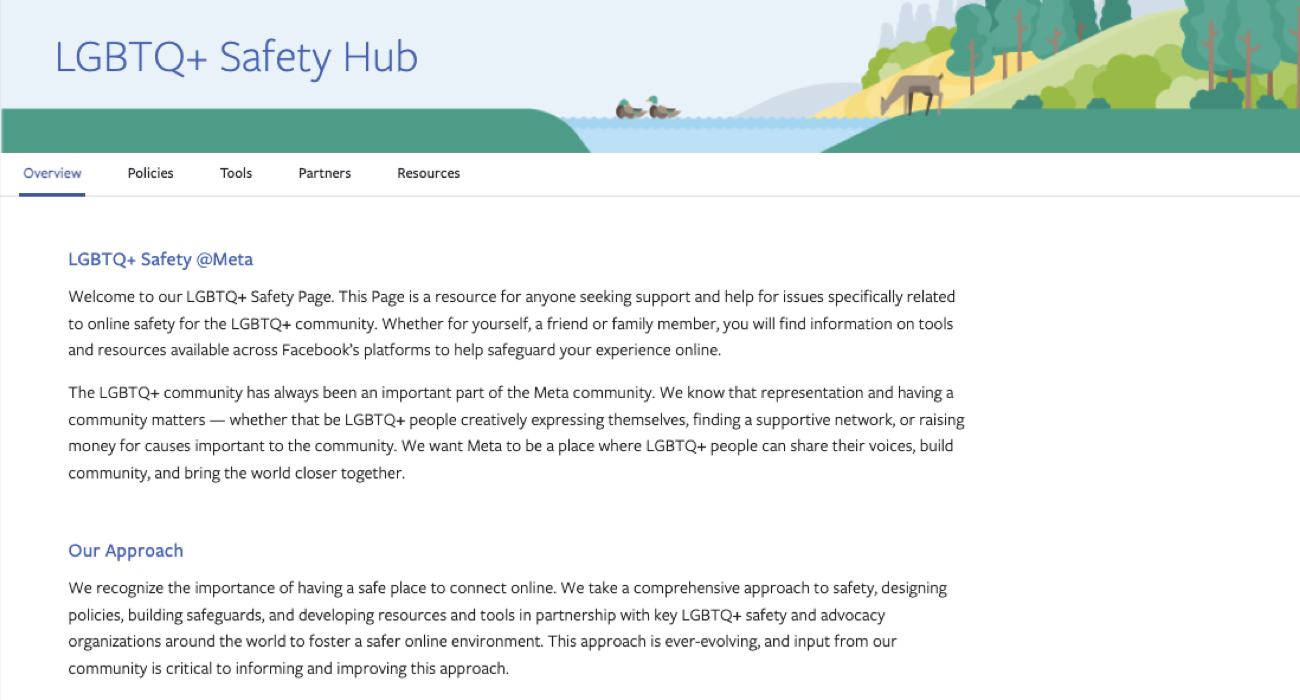 LGBTQ+ Safety Hub
Overview Policies Tools Partners Resources
LGBTQ+ Safety @Meta
Welcome to our LGBTQ+ Safety Page. This Page is a resource for anyone seeking support and help for issues specifically related
to online safety for the LGBTQ+ community. Whether for yourself, a friend or family member, you will find information on tools
and resources available across Facebook's platforms to help safeguard your experience online.
The LGBTQ+ community has always been an important part of the Meta community. We know that representation and having a
community matters — whether that be LGBTQ+ people creatively expressing themselves, finding a supportive network, or raising
money for causes important to the community. We want Meta to be a place where LGBTQ+ people can share their voices, build
community, and bring the world closer together.
Our Approach
We recognize the importance of having a safe place to connect online. We take a comprehensive approach to safety, designing
policies, building safeguards, and developing resources and tools in partnership with key LGBTQ+ safety and advocacy
organizations around the world to foster a safer online environment. This approach is ever-evolving, and input from our
community is critical to informing and improving this approach.